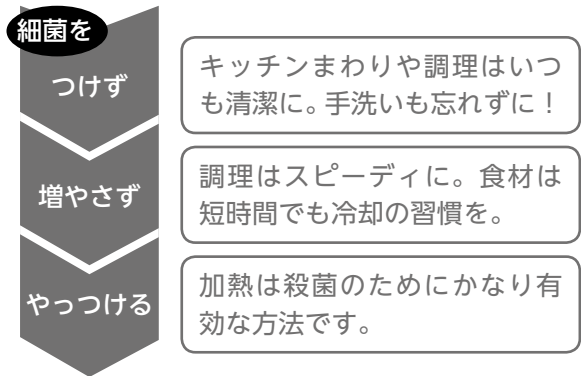 細菌を
つけず
キッチンまわりや調理はいつ
も清潔に。手洗いも忘れずに！
増やさず
調理はスピーディに。食材は
短時間でも冷却の習慣を。
やっつける
加熱は殺菌のためにかなり有
効な方法です。